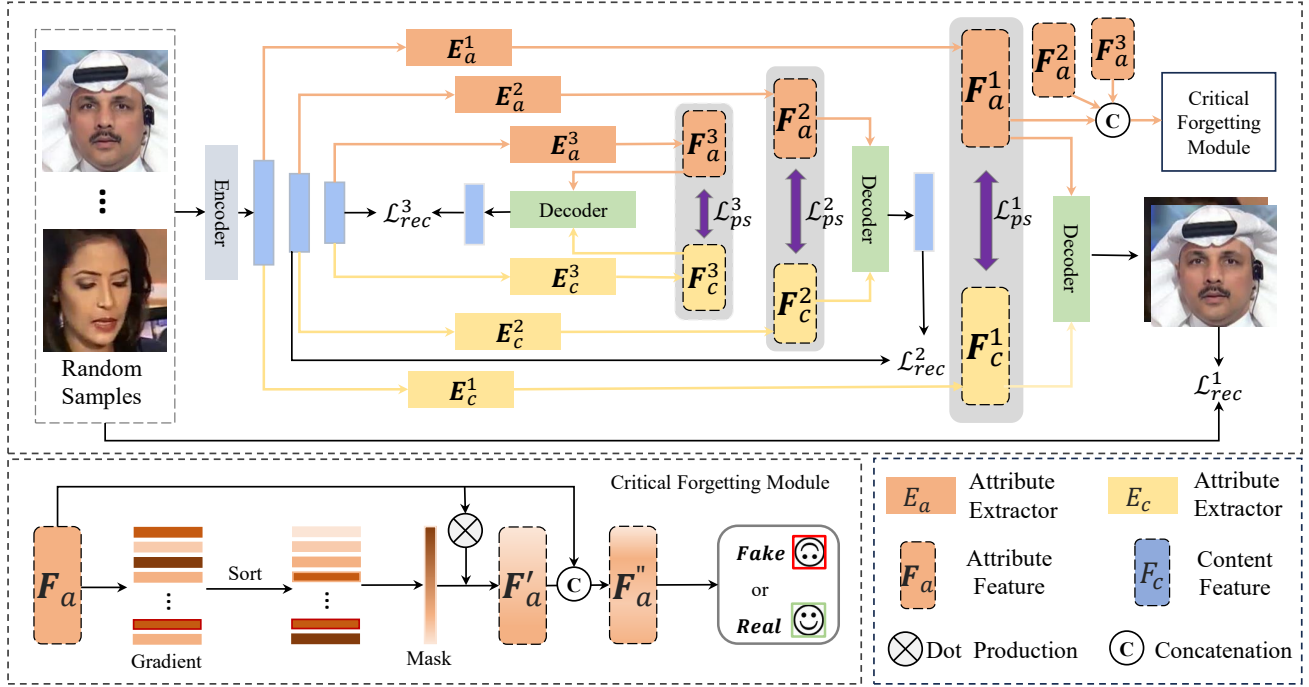 Random
Samples
Encoder
E_a^1
E_a^2
E_a^3
E_c^3
E_c^2
E_c^1
ℒ_rec^3
Decoder
F_a^3
ℒ_ps^3
F_c^3
F_a^2
ℒ_ps^2
F_c^2
Decoder
ℒ_rec^2
F_a^1
ℒ_ps^1
F_c^1
F_a^2
F_a^3
C
Critical
Forgetting
Module
Decoder
ℒ_rec^1
Critical Forgetting Module
F_a
Gradient
Sort
Mask
F'_a
C
F"_a
Fake
or
Real
E_a
Attribute
Extractor
E_c
Attribute
Extractor
F_a
Attribute
Feature
F_c
Content
Feature
Dot Production
C
Concatenation